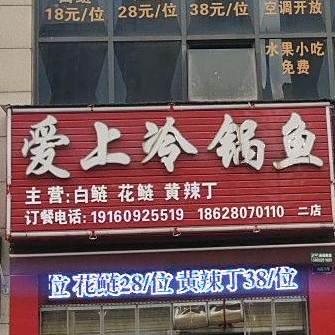 18元/位 28元/位 38元/位 空调开放
水果小吃
免费
爱上冷锅鱼
主营:白鲢 花鲢 黄辣丁
订餐电话: 19160925519 18628070110 二店
位 花鲢28/位 黄辣丁38/位